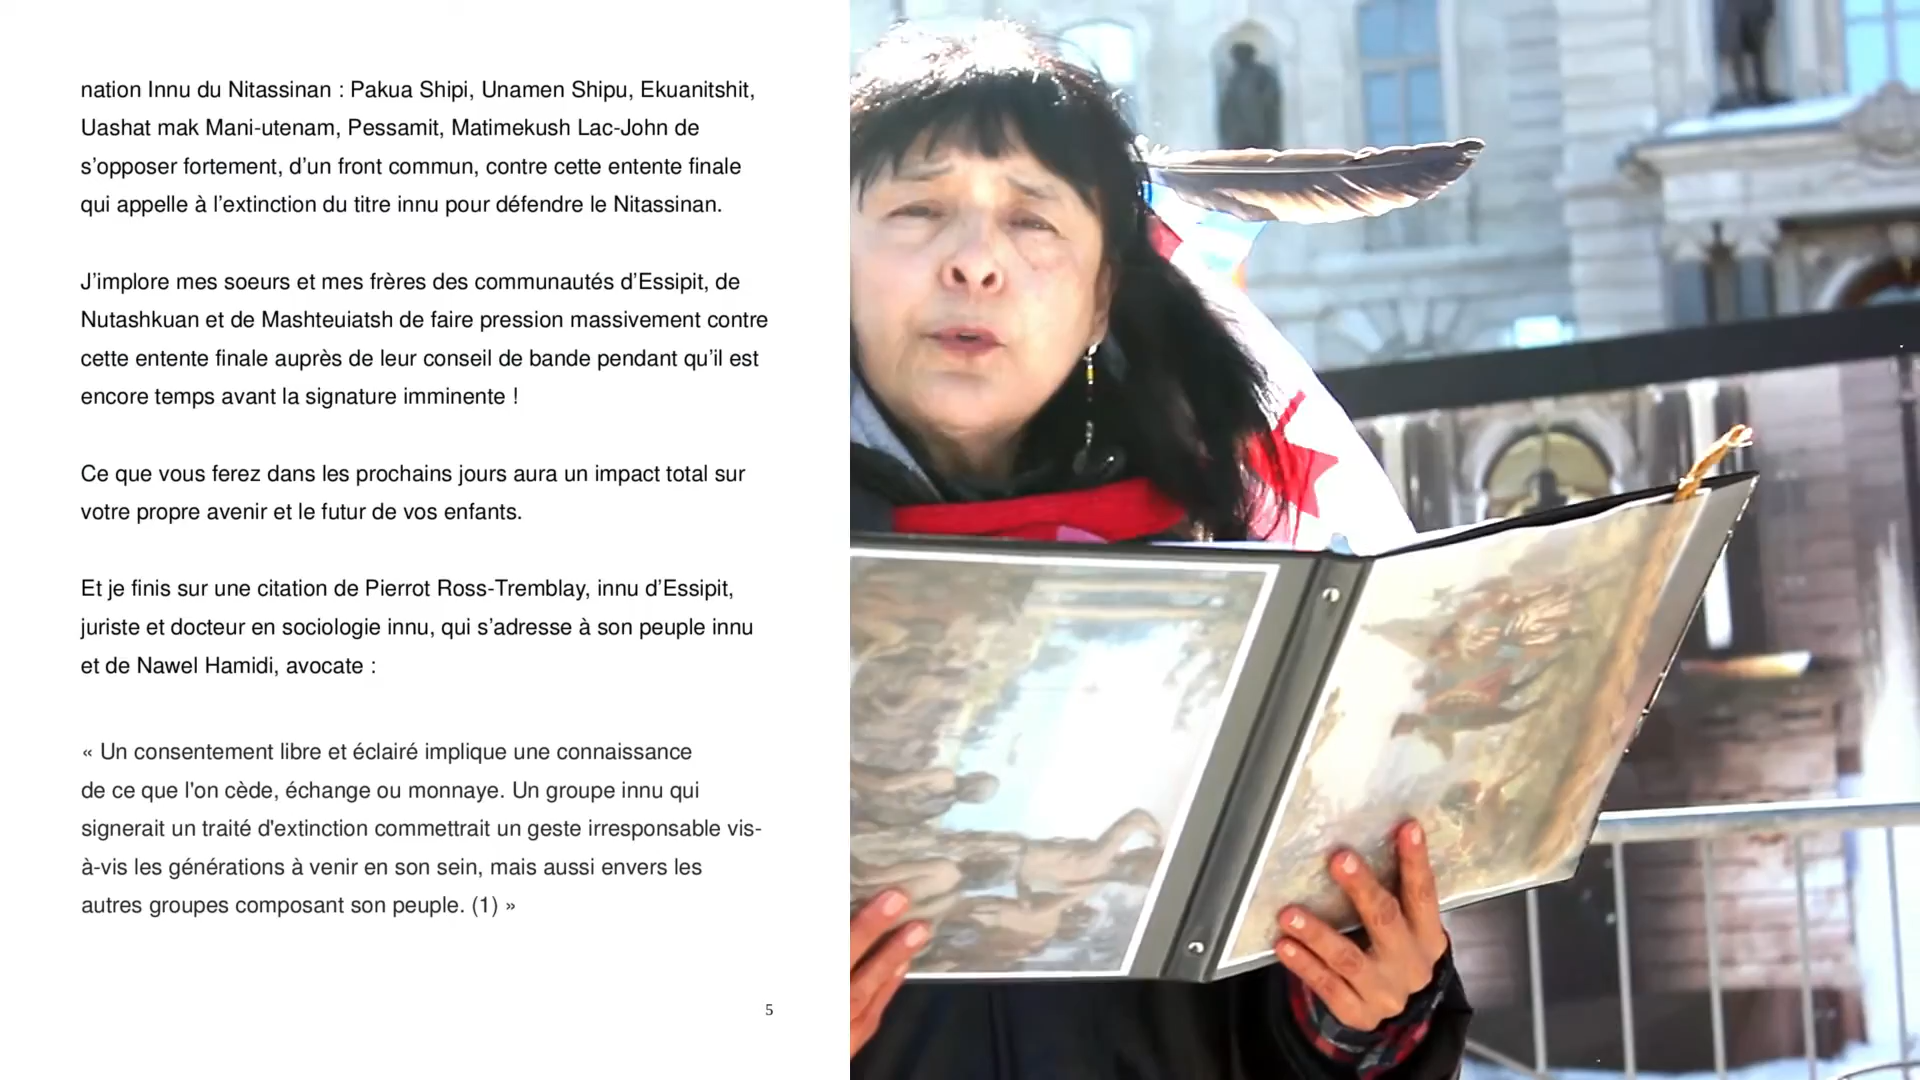 nation Innu du Nitassinan : Pakua Shipi, Unamen Shipu, Ekuanitshit,
Uashat mak Mani-utenam, Pessamit, Matimekush Lac-John de
s’opposer fortement, d’un front commun, contre cette entente finale
qui appelle à l’extinction du titre innu pour défendre le Nitassinan.
J’implore mes soeurs et mes frères des communautés d’Essipit, de
Nutashkuan et de Mashteuiatsh de faire pression massivement contre
cette entente finale auprès de leur conseil de bande pendant qu’il est
encore temps avant la signature imminente !
Ce que vous ferez dans les prochains jours aura un impact total sur
votre propre avenir et le futur de vos enfants.
Et je finis sur une citation de Pierrot Ross-Tremblay, innu d’Essipit,
juriste et docteur en sociologie innu, qui s’adresse à son peuple innu
et de Nawel Hamidi, avocate :
« Un consentement libre et éclairé implique une connaissance
de ce que l'on cède, échange ou monnaye. Un groupe innu qui
signerait un traité d'extinction commettrait un geste irresponsable vis-
à-vis les générations à venir en son sein, mais aussi envers les
autres groupes composant son peuple. (1) »
5